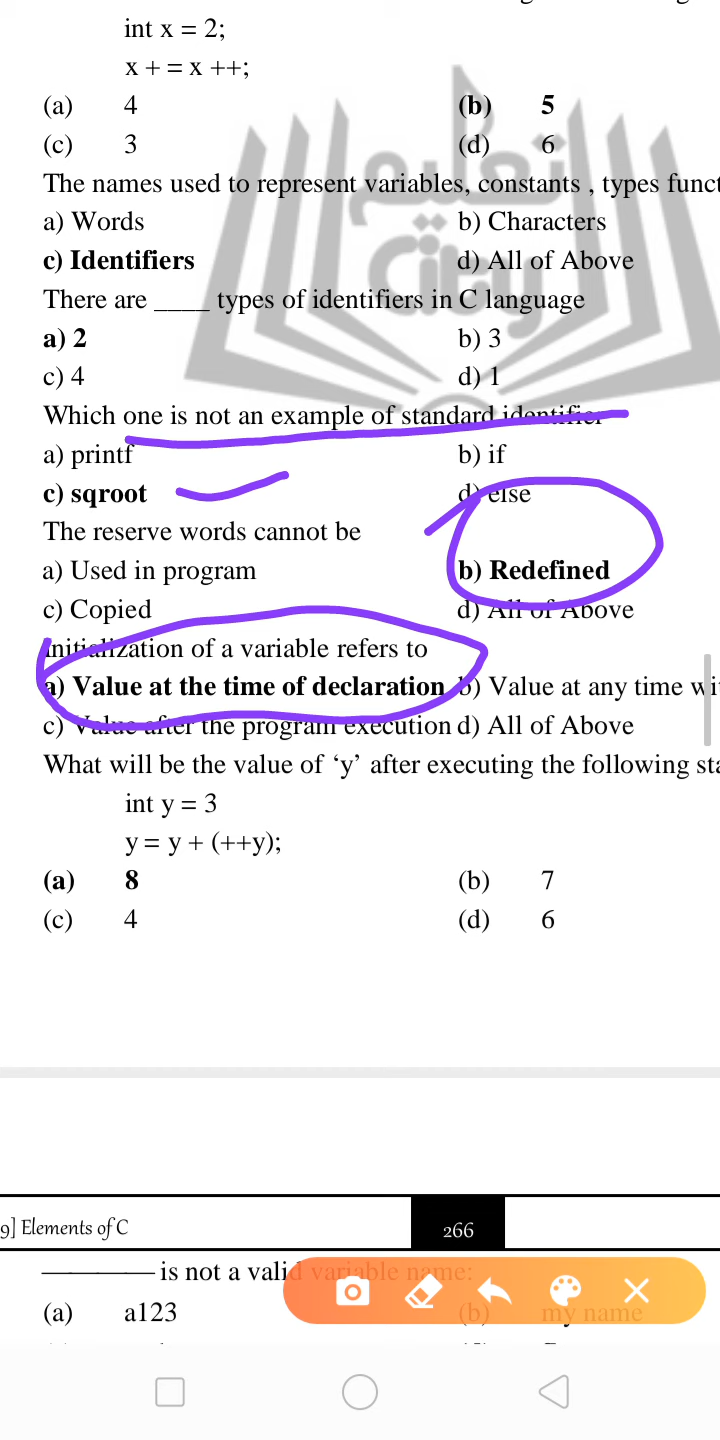 int x = 2;
x + = x ++;
(a) 4 (b) 5
(c) 3 (d) 6
The names used to represent variables, constants , types funct
a) Words b) Characters
c) Identifiers d) All of Above
There are ____ types of identifiers in C language
a) 2 b) 3
c) 4 d) 1
Which one is not an example of standard identifier
a) printf b) if
c) sqroot d) else
The reserve words cannot be
a) Used in program b) Redefined
c) Copied d) All of Above
Initialization of a variable refers to
a) Value at the time of declaration b) Value at any time wi
c) Value after the program execution d) All of Above
What will be the value of ‘y’ after executing the following sta
int y = 3
y = y + (++y);
(a) 8 (b) 7
(c) 4 (d) 6
تعليم
City
9] Elements of C 266
________ is not a valid variable name:
(a) a123 (b) my name